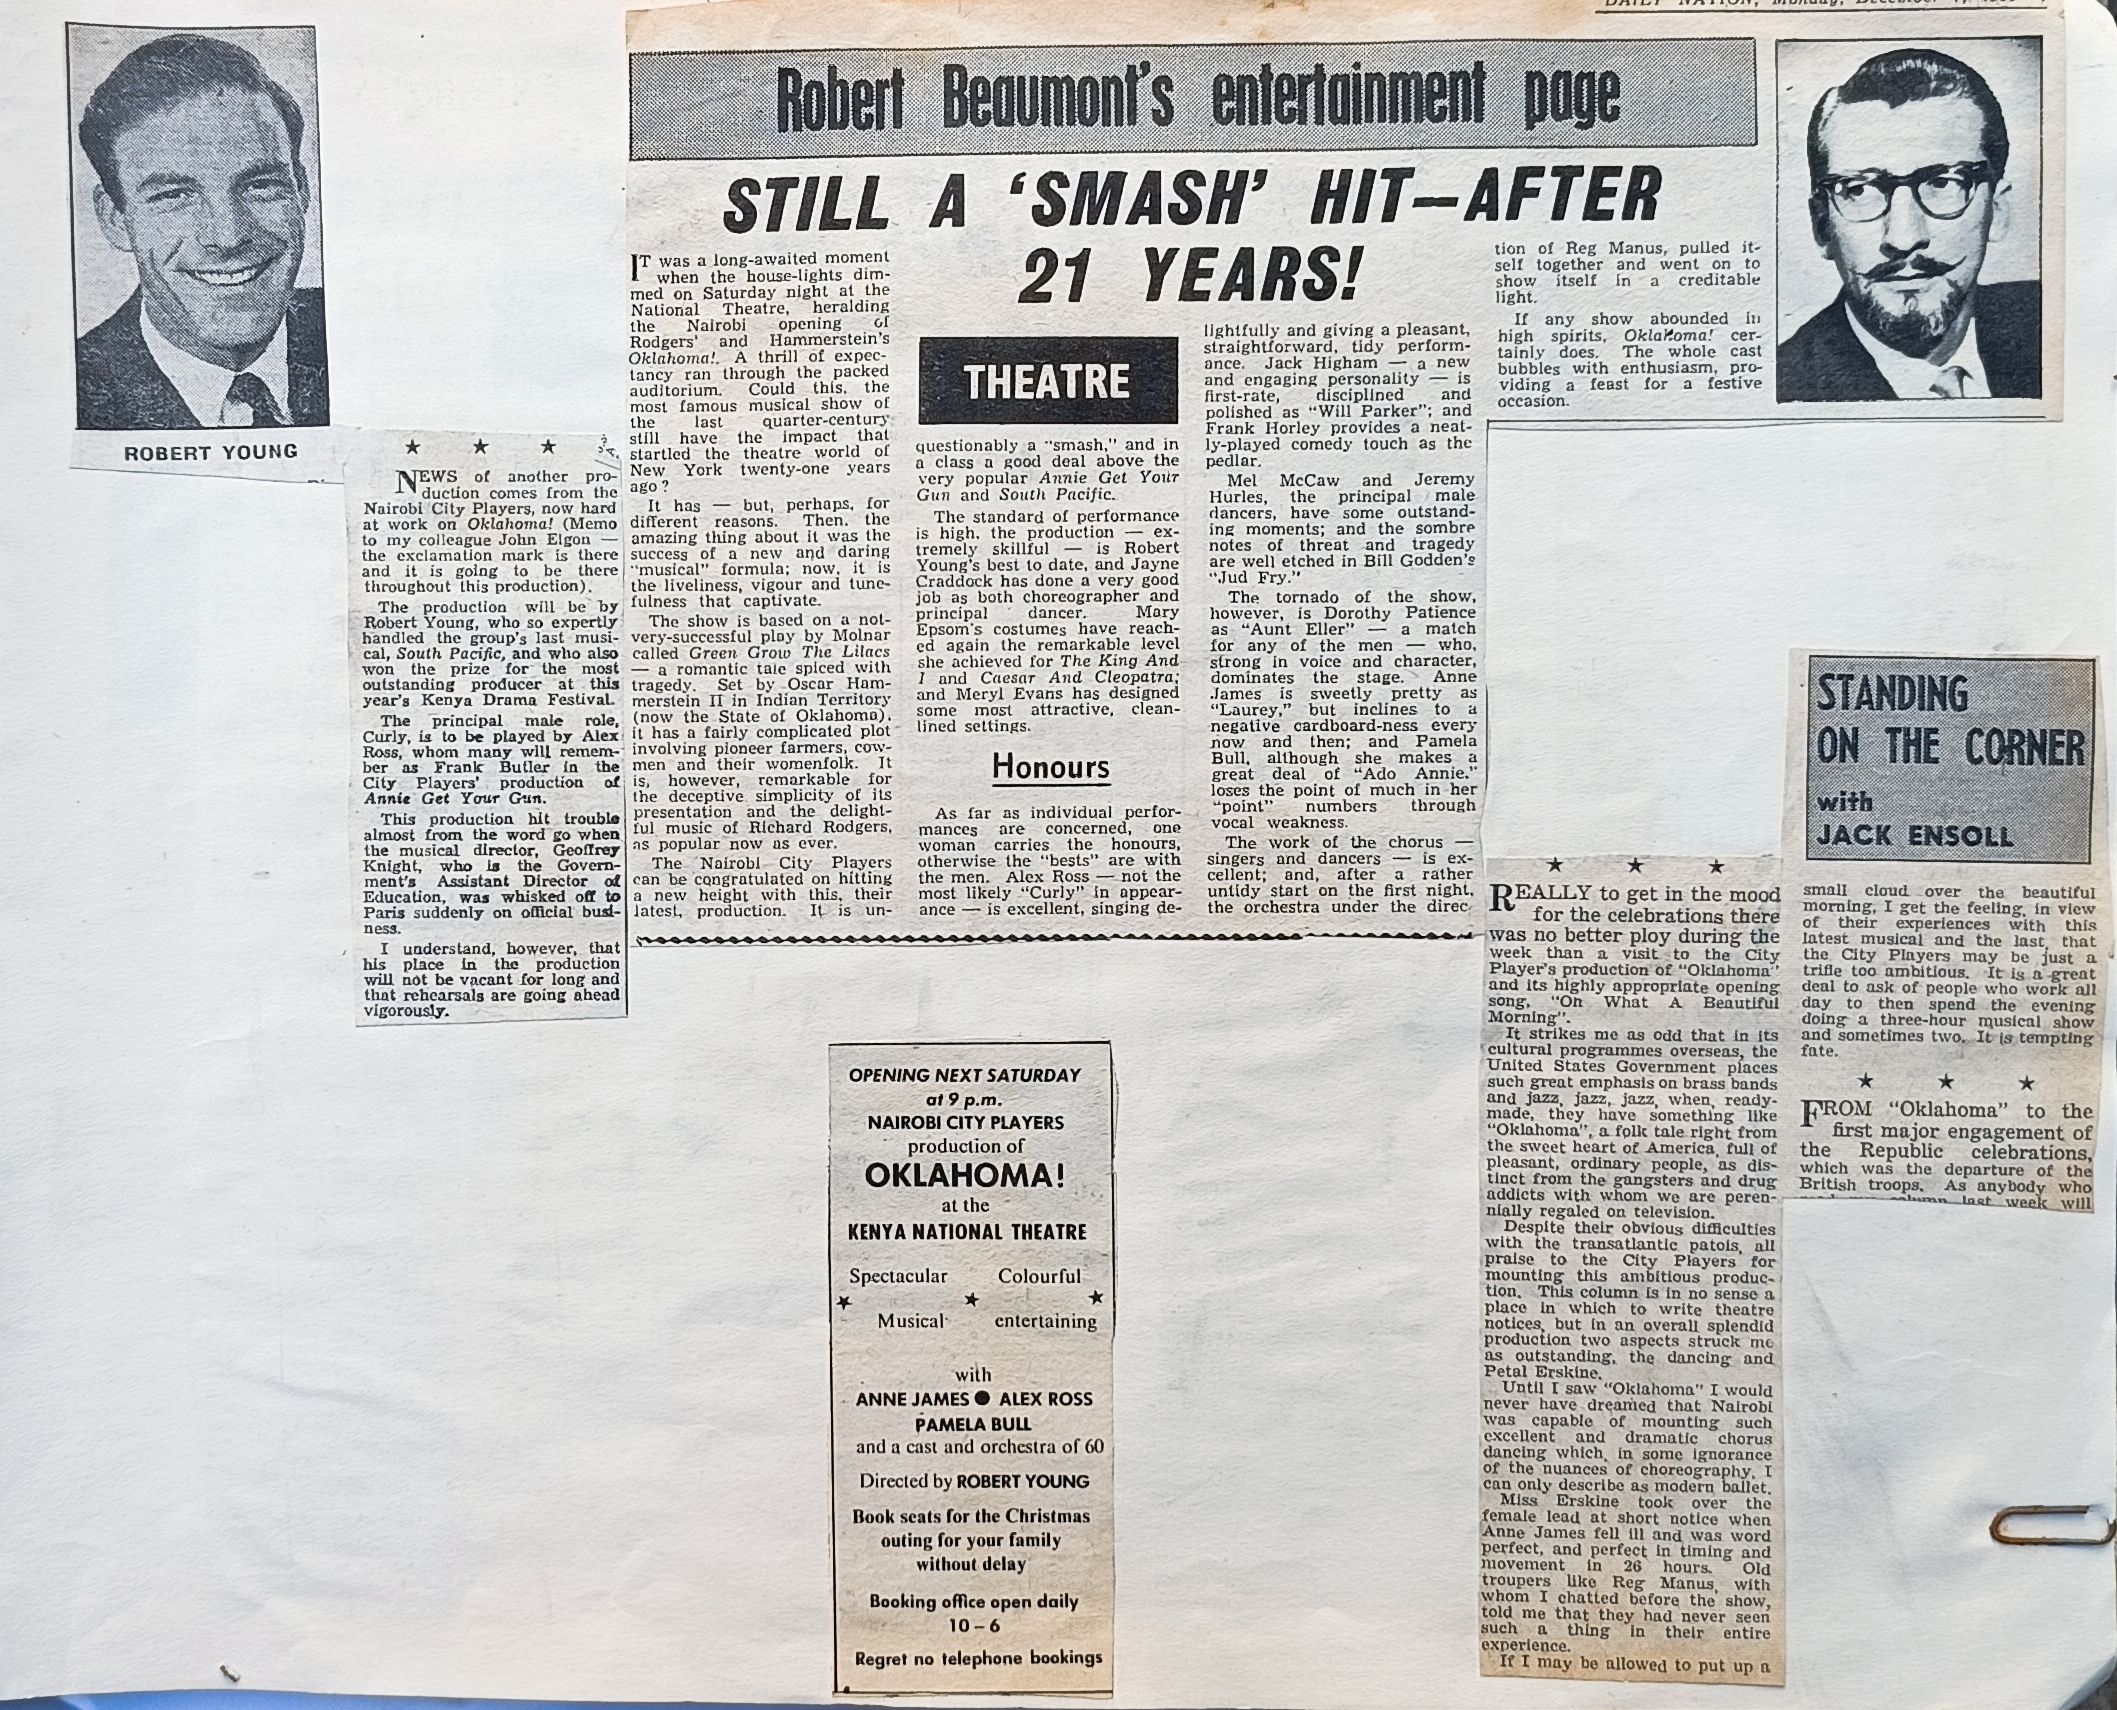 DAILY NATION, Monday, December 7,
ROBERT YOUNG
★ ★ ★
NEWS of another pro-
duction comes from the
Nairobi City Players, now hard
at work on Oklahoma! (Memo
to my colleague John Elgon —
the exclamation mark is there
and it is going to be there
throughout this production).
The production will be by
Robert Young, who so expertly
handled the group's last musi-
cal, South Pacific, and who also
won the prize for the most
outstanding producer at this
year's Kenya Drama Festival.
The principal male role,
Curly, is to be played by Alex
Ross, whom many will remem-
ber as Frank Butler in the
City Players' production of
Annie Get Your Gun.
This production hit trouble
almost from the word go when
the musical director, Geoffrey
Knight, who is the Govern-
ment's Assistant Director of
Education, was whisked off to
Paris suddenly on official busi-
ness.
I understand, however, that
his place in the production
will not be vacant for long and
that rehearsals are going ahead
vigorously.
Robert Beaumont's entertainment page
STILL A 'SMASH' HIT—AFTER
21 YEARS!
IT was a long-awaited moment
when the house-lights dim-
med on Saturday night at the
National Theatre, heralding
the Nairobi opening of
Rodgers' and Hammerstein's
Oklahoma!. A thrill of expec-
tancy ran through the packed
auditorium. Could this, the
most famous musical show of
the last quarter-century
still have the impact that
startled the theatre world of
New York twenty-one years
ago?
It has — but, perhaps, for
different reasons. Then, the
amazing thing about it was the
success of a new and daring
"musical" formula; now, it is
the liveliness, vigour and tune-
fulness that captivate.
The show is based on a not-
very-successful play by Molnar
called Green Grow The Lilacs
— a romantic tale spiced with
tragedy. Set by Oscar Ham-
merstein II in Indian Territory
(now the State of Oklahoma),
it has a fairly complicated plot
involving pioneer farmers, cow-
men and their womenfolk. It
is, however, remarkable for
the deceptive simplicity of its
presentation and the delight-
ful music of Richard Rodgers,
as popular now as ever.
The Nairobi City Players
can be congratulated on hitting
a new height with this, their
latest, production. It is un-
THEATRE
questionably a "smash," and in
a class a good deal above the
very popular Annie Get Your
Gun and South Pacific.
The standard of performance
is high, the production — ex-
tremely skillful — is Robert
Young's best to date, and Jayne
Craddock has done a very good
job as both choreographer and
principal dancer. Mary
Epsom's costumes have reach-
ed again the remarkable level
she achieved for The King And
I and Caesar And Cleopatra;
and Meryl Evans has designed
some most attractive, clean-
lined settings.
Honours
As far as individual perfor-
mances are concerned, one
woman carries the honours,
otherwise the "bests" are with
the men. Alex Ross — not the
most likely "Curly" in appear-
ance — is excellent, singing de-
lightfully and giving a pleasant,
straightforward, tidy perform-
ance. Jack Higham — a new
and engaging personality — is
first-rate, disciplined and
polished as "Will Parker"; and
Frank Horley provides a neat-
ly-played comedy touch as the
pedlar.
Mel McCaw and Jeremy
Hurles, the principal male
dancers, have some outstand-
ing moments; and the sombre
notes of threat and tragedy
are well etched in Bill Godden's
"Jud Fry."
The tornado of the show,
however, is Dorothy Patience
as "Aunt Eller" — a match
for any of the men — who,
strong in voice and character,
dominates the stage. Anne
James is sweetly pretty as
"Laurey," but inclines to a
negative cardboard-ness every
now and then; and Pamela
Bull, although she makes a
great deal of "Ado Annie."
loses the point of much in her
"point" numbers through
vocal weakness.
The work of the chorus —
singers and dancers — is ex-
cellent; and, after a rather
untidy start on the first night,
the orchestra under the direc-
tion of Reg Manus, pulled it-
self together and went on to
show itself in a creditable
light.
If any show abounded in
high spirits, Oklahoma! cer-
tainly does. The whole cast
bubbles with enthusiasm, pro-
viding a feast for a festive
occasion.
OPENING NEXT SATURDAY
at 9 p.m.
NAIROBI CITY PLAYERS
production of
OKLAHOMA!
at the
KENYA NATIONAL THEATRE
Spectacular Colourful
★ ★ ★
Musical entertaining
with
ANNE JAMES ● ALEX ROSS
PAMELA BULL
and a cast and orchestra of 60
Directed by ROBERT YOUNG
Book seats for the Christmas
outing for your family
without delay
Booking office open daily
10 – 6
Regret no telephone bookings
STANDING
ON THE CORNER
with
JACK ENSOLL
★ ★ ★
REALLY to get in the mood
for the celebrations there
was no better ploy during the
week than a visit to the City
Player's production of "Oklahoma"
and its highly appropriate opening
song, "Oh What A Beautiful
Morning".
It strikes me as odd that in its
cultural programmes overseas, the
United States Government places
such great emphasis on brass bands
and jazz, jazz, jazz, when, ready-
made, they have something like
"Oklahoma", a folk tale right from
the sweet heart of America, full of
pleasant, ordinary people, as dis-
tinct from the gangsters and drug
addicts with whom we are peren-
nially regaled on television.
Despite their obvious difficulties
with the transatlantic patois, all
praise to the City Players for
mounting this ambitious produc-
tion. This column is in no sense a
place in which to write theatre
notices, but in an overall splendid
production two aspects struck me
as outstanding, the dancing and
Petal Erskine.
Until I saw "Oklahoma" I would
never have dreamed that Nairobi
was capable of mounting such
excellent and dramatic chorus
dancing which, in some ignorance
of the nuances of choreography, I
can only describe as modern ballet.
Miss Erskine took over the
female lead at short notice when
Anne James fell ill and was word
perfect, and perfect in timing and
movement in 26 hours. Old
troupers like Reg Manus, with
whom I chatted before the show,
told me that they had never seen
such a thing in their entire
experience.
If I may be allowed to put up a
small cloud over the beautiful
morning, I get the feeling, in view
of their experiences with this
latest musical and the last, that
the City Players may be just a
trifle too ambitious. It is a great
deal to ask of people who work all
day to then spend the evening
doing a three-hour musical show
and sometimes two. It is tempting
fate.
★ ★ ★
FROM "Oklahoma" to the
first major engagement of
the Republic celebrations,
which was the departure of the
British troops. As anybody who
column last week will